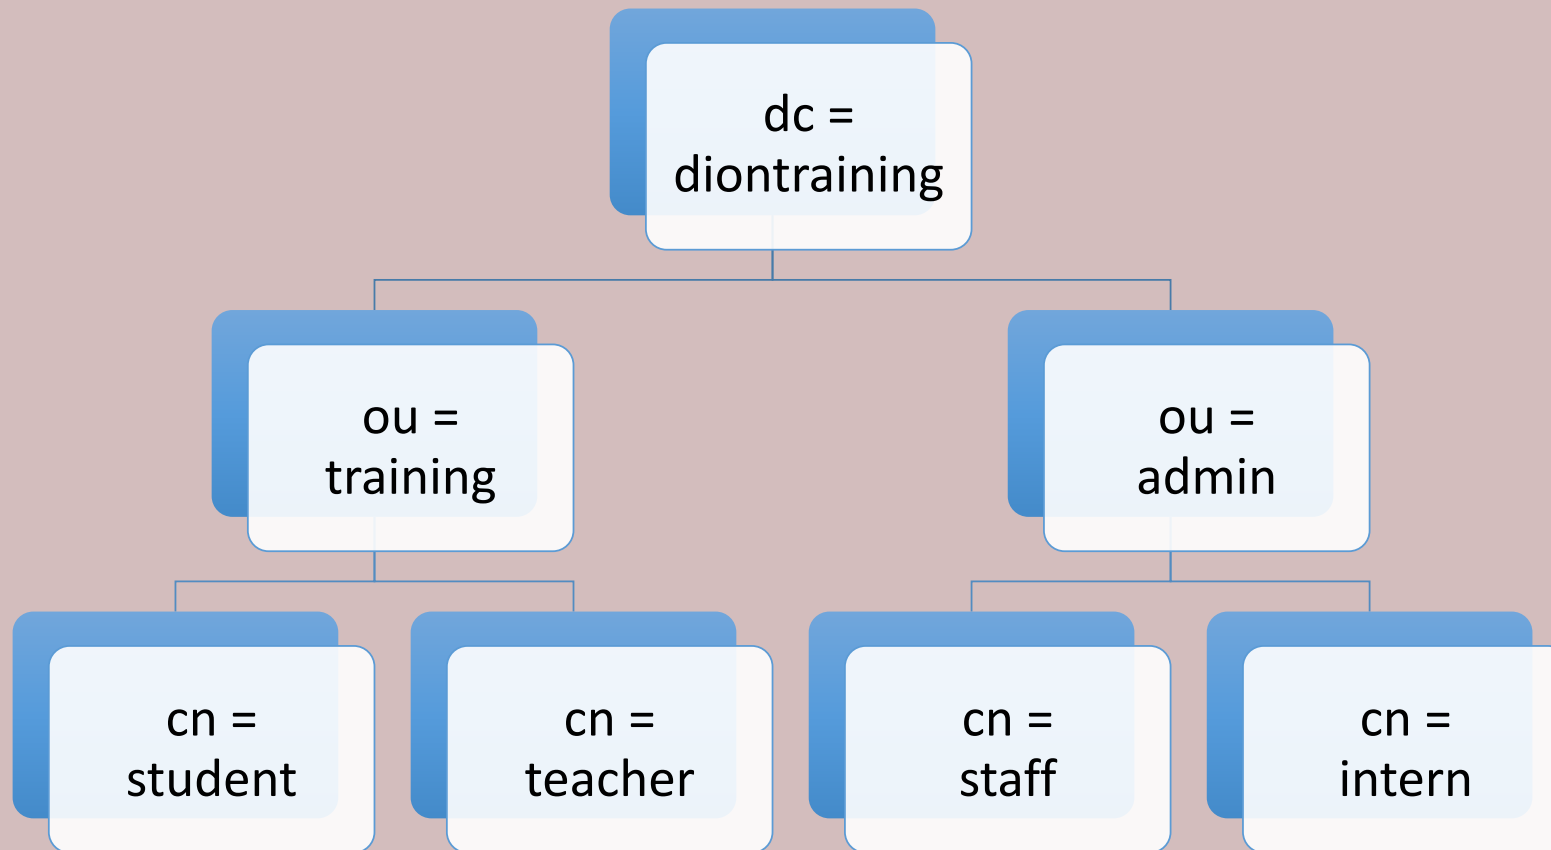 dc =
diontraining
ou =
training
ou =
admin
cn =
student
cn =
teacher
cn =
staff
cn =
intern